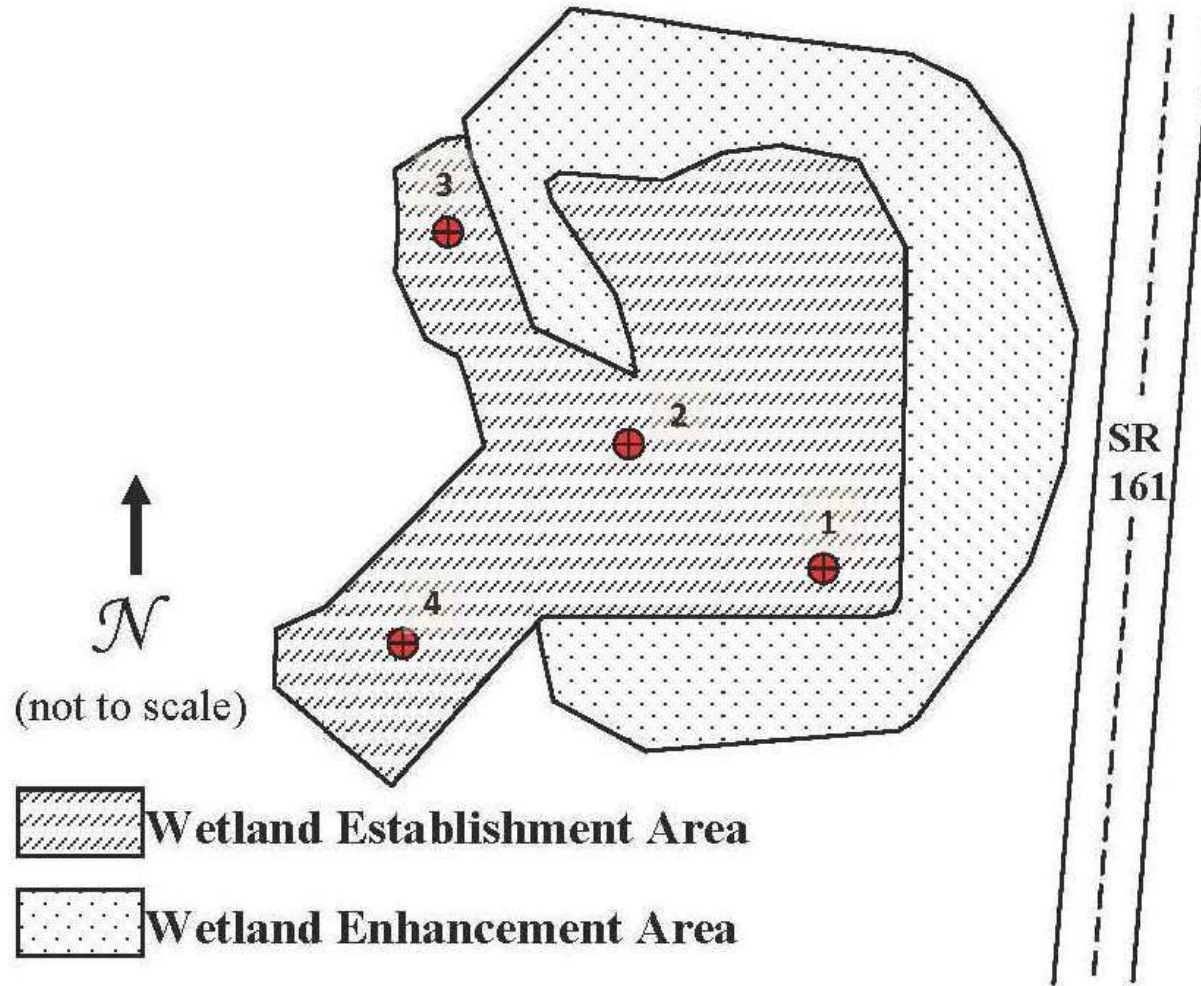 3
2
SR
161
1
4
N
(not to scale)
Wetland Establishment Area
Wetland Enhancement Area